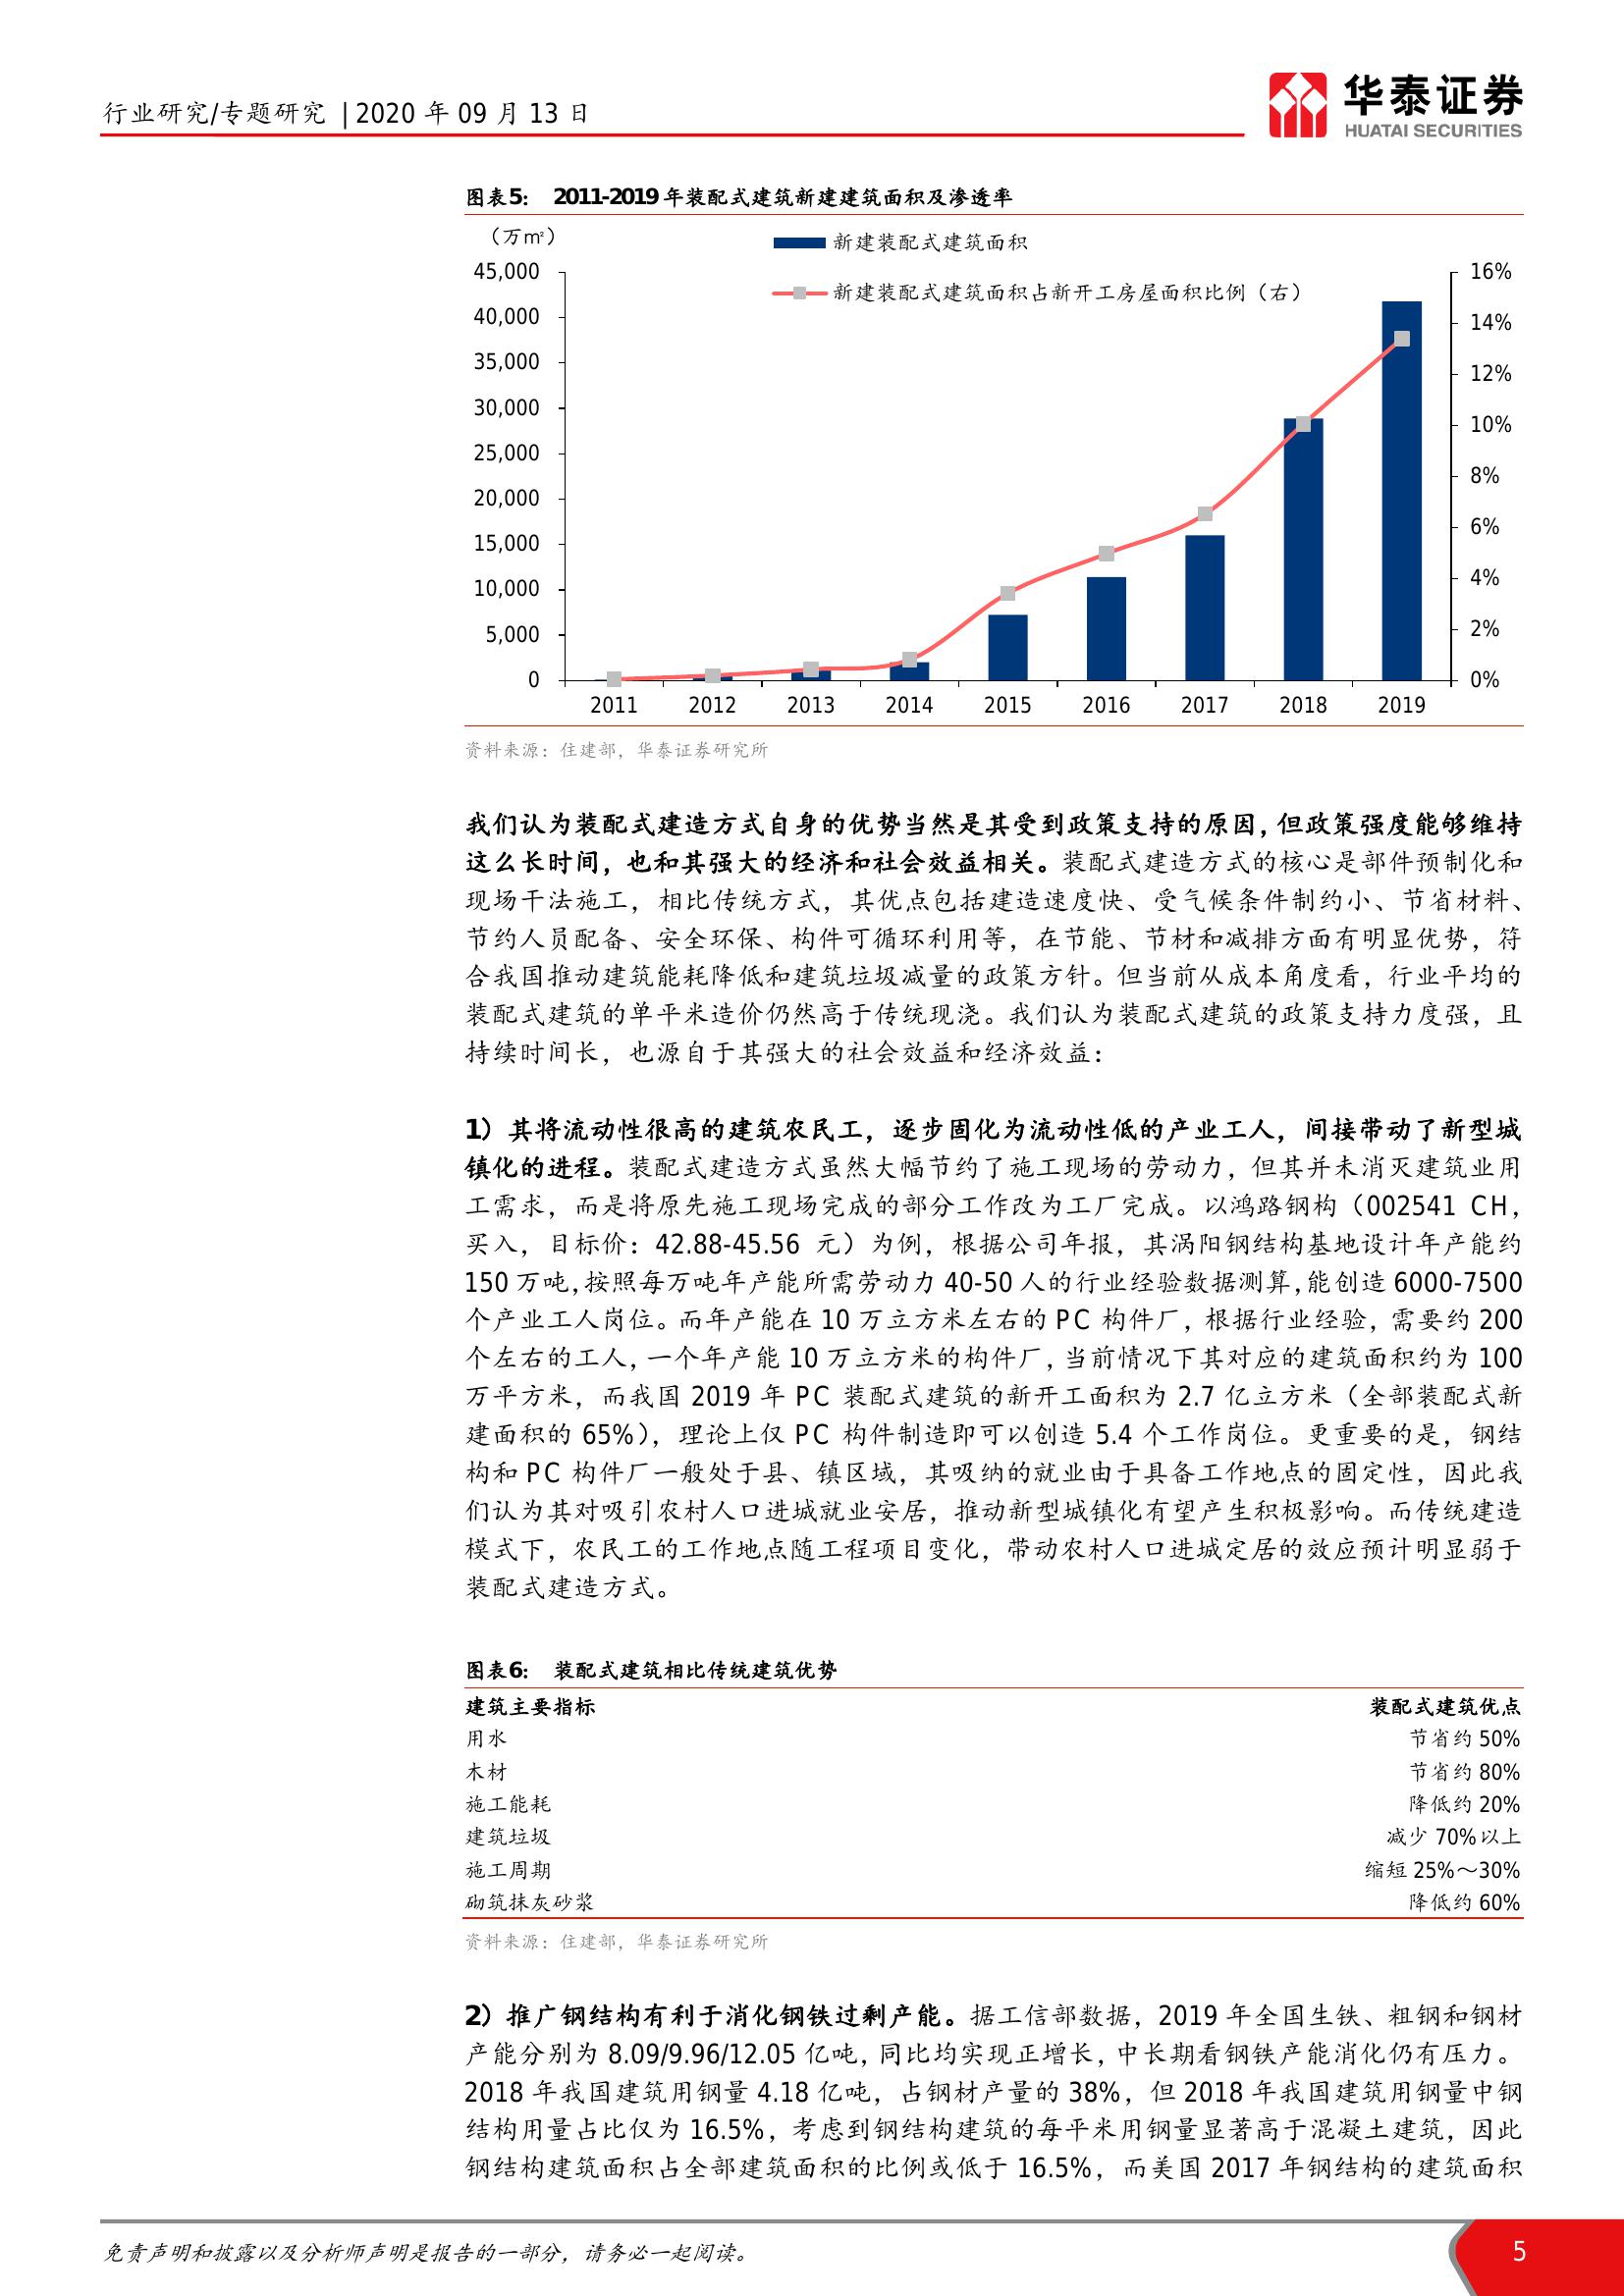 行业研究/专题研究 | 2020 年 09 月 13 日
华泰证券
HUATAI SECURITIES
图表5： 2011-2019 年装配式建筑新建建筑面积及渗透率
（万㎡）
新建装配式建筑面积
新建装配式建筑面积占新开工房屋面积比例（右）
45,000
40,000
35,000
30,000
25,000
20,000
15,000
10,000
5,000
0
16%
14%
12%
10%
8%
6%
4%
2%
0%
2011 2012 2013 2014 2015 2016 2017 2018 2019
资料来源：住建部，华泰证券研究所
我们认为装配式建造方式自身的优势当然是其受到政策支持的原因，但政策强度能够维持
这么长时间，也和其强大的经济和社会效益相关。装配式建造方式的核心是部件预制化和
现场干法施工，相比传统方式，其优点包括建造速度快、受气候条件制约小、节省材料、
节约人员配备、安全环保、构件可循环利用等，在节能、节材和减排方面有明显优势，符
合我国推动建筑能耗降低和建筑垃圾减量的政策方针。但当前从成本角度看，行业平均的
装配式建筑的单平米造价仍然高于传统现浇。我们认为装配式建筑的政策支持力度强，且
持续时间长，也源自于其强大的社会效益和经济效益：
1）其将流动性很高的建筑农民工，逐步固化为流动性低的产业工人，间接带动了新型城
镇化的进程。装配式建造方式虽然大幅节约了施工现场的劳动力，但其并未消灭建筑业用
工需求，而是将原先施工现场完成的部分工作改为工厂完成。以鸿路钢构（002541 CH，
买入，目标价：42.88-45.56 元）为例，根据公司年报，其涡阳钢结构基地设计年产能约
150 万吨，按照每万吨年产能所需劳动力 40-50 人的行业经验数据测算，能创造 6000-7500
个产业工人岗位。而年产能在 10 万立方米左右的 PC 构件厂，根据行业经验，需要约 200
个左右的工人，一个年产能 10 万立方米的构件厂，当前情况下其对应的建筑面积约为 100
万平方米，而我国 2019 年 PC 装配式建筑的新开工面积为 2.7 亿立方米（全部装配式新
建面积的 65%），理论上仅 PC 构件制造即可以创造 5.4 个工作岗位。更重要的是，钢结
构和 PC 构件厂一般处于县、镇区域，其吸纳的就业由于具备工作地点的固定性，因此我
们认为其对吸引农村人口进城就业安居，推动新型城镇化有望产生积极影响。而传统建造
模式下，农民工的工作地点随工程项目变化，带动农村人口进城定居的效应预计明显弱于
装配式建造方式。
图表6： 装配式建筑相比传统建筑优势
建筑主要指标 装配式建筑优点
用水 节省约 50%
木材 节省约 80%
施工能耗 降低约 20%
建筑垃圾 减少 70%以上
施工周期 缩短 25%～30%
砌筑抹灰砂浆 降低约 60%
资料来源：住建部，华泰证券研究所
2）推广钢结构有利于消化钢铁过剩产能。据工信部数据，2019 年全国生铁、粗钢和钢材
产能分别为 8.09/9.96/12.05 亿吨，同比均实现正增长，中长期看钢铁产能消化仍有压力。
2018 年我国建筑用钢量 4.18 亿吨，占钢材产量的 38%，但 2018 年我国建筑用钢量中钢
结构用量占比仅为 16.5%，考虑到钢结构建筑的每平米用钢量显著高于混凝土建筑，因此
钢结构建筑面积占全部建筑面积的比例或低于 16.5%，而美国 2017 年钢结构的建筑面积
免责声明和披露以及分析师声明是报告的一部分，请务必一起阅读。
5